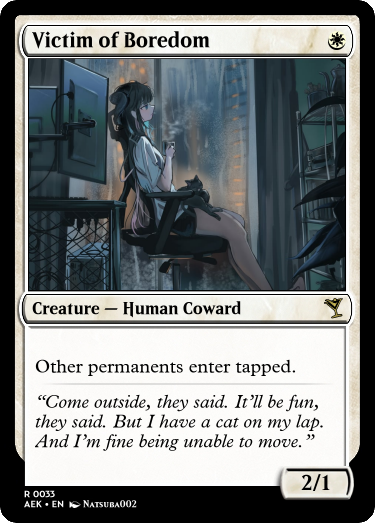 Victim of Boredom
Creature — Human Coward
Other permanents enter tapped.
“Come outside, they said. It'll be fun,
they said. But I have a cat on my lap.
And I'm fine being unable to move.”
2/1
R 0033
AEK • EN Natsuba002